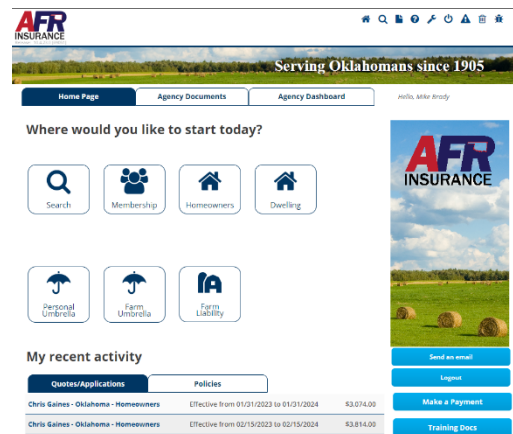 AFR
INSURANCE
Serving Oklahomans since 1905
Home Page
Agency Documents
Agency Dashboard
Hello, Mike Brady
Where would you like to start today?
Search
Membership
Homeowners
Dwelling
Personal Umbrella
Farm Umbrella
Farm Liability
AFR
INSURANCE
My recent activity
Quotes/Applications
Policies
Chris Gaines - Oklahoma - Homeowners Effective from 01/31/2023 to 01/31/2024 $3,074.00
Chris Gaines - Oklahoma - Homeowners Effective from 02/15/2023 to 02/15/2024 $3,814.00
Send an email
Logout
Make a Payment
Training Docs